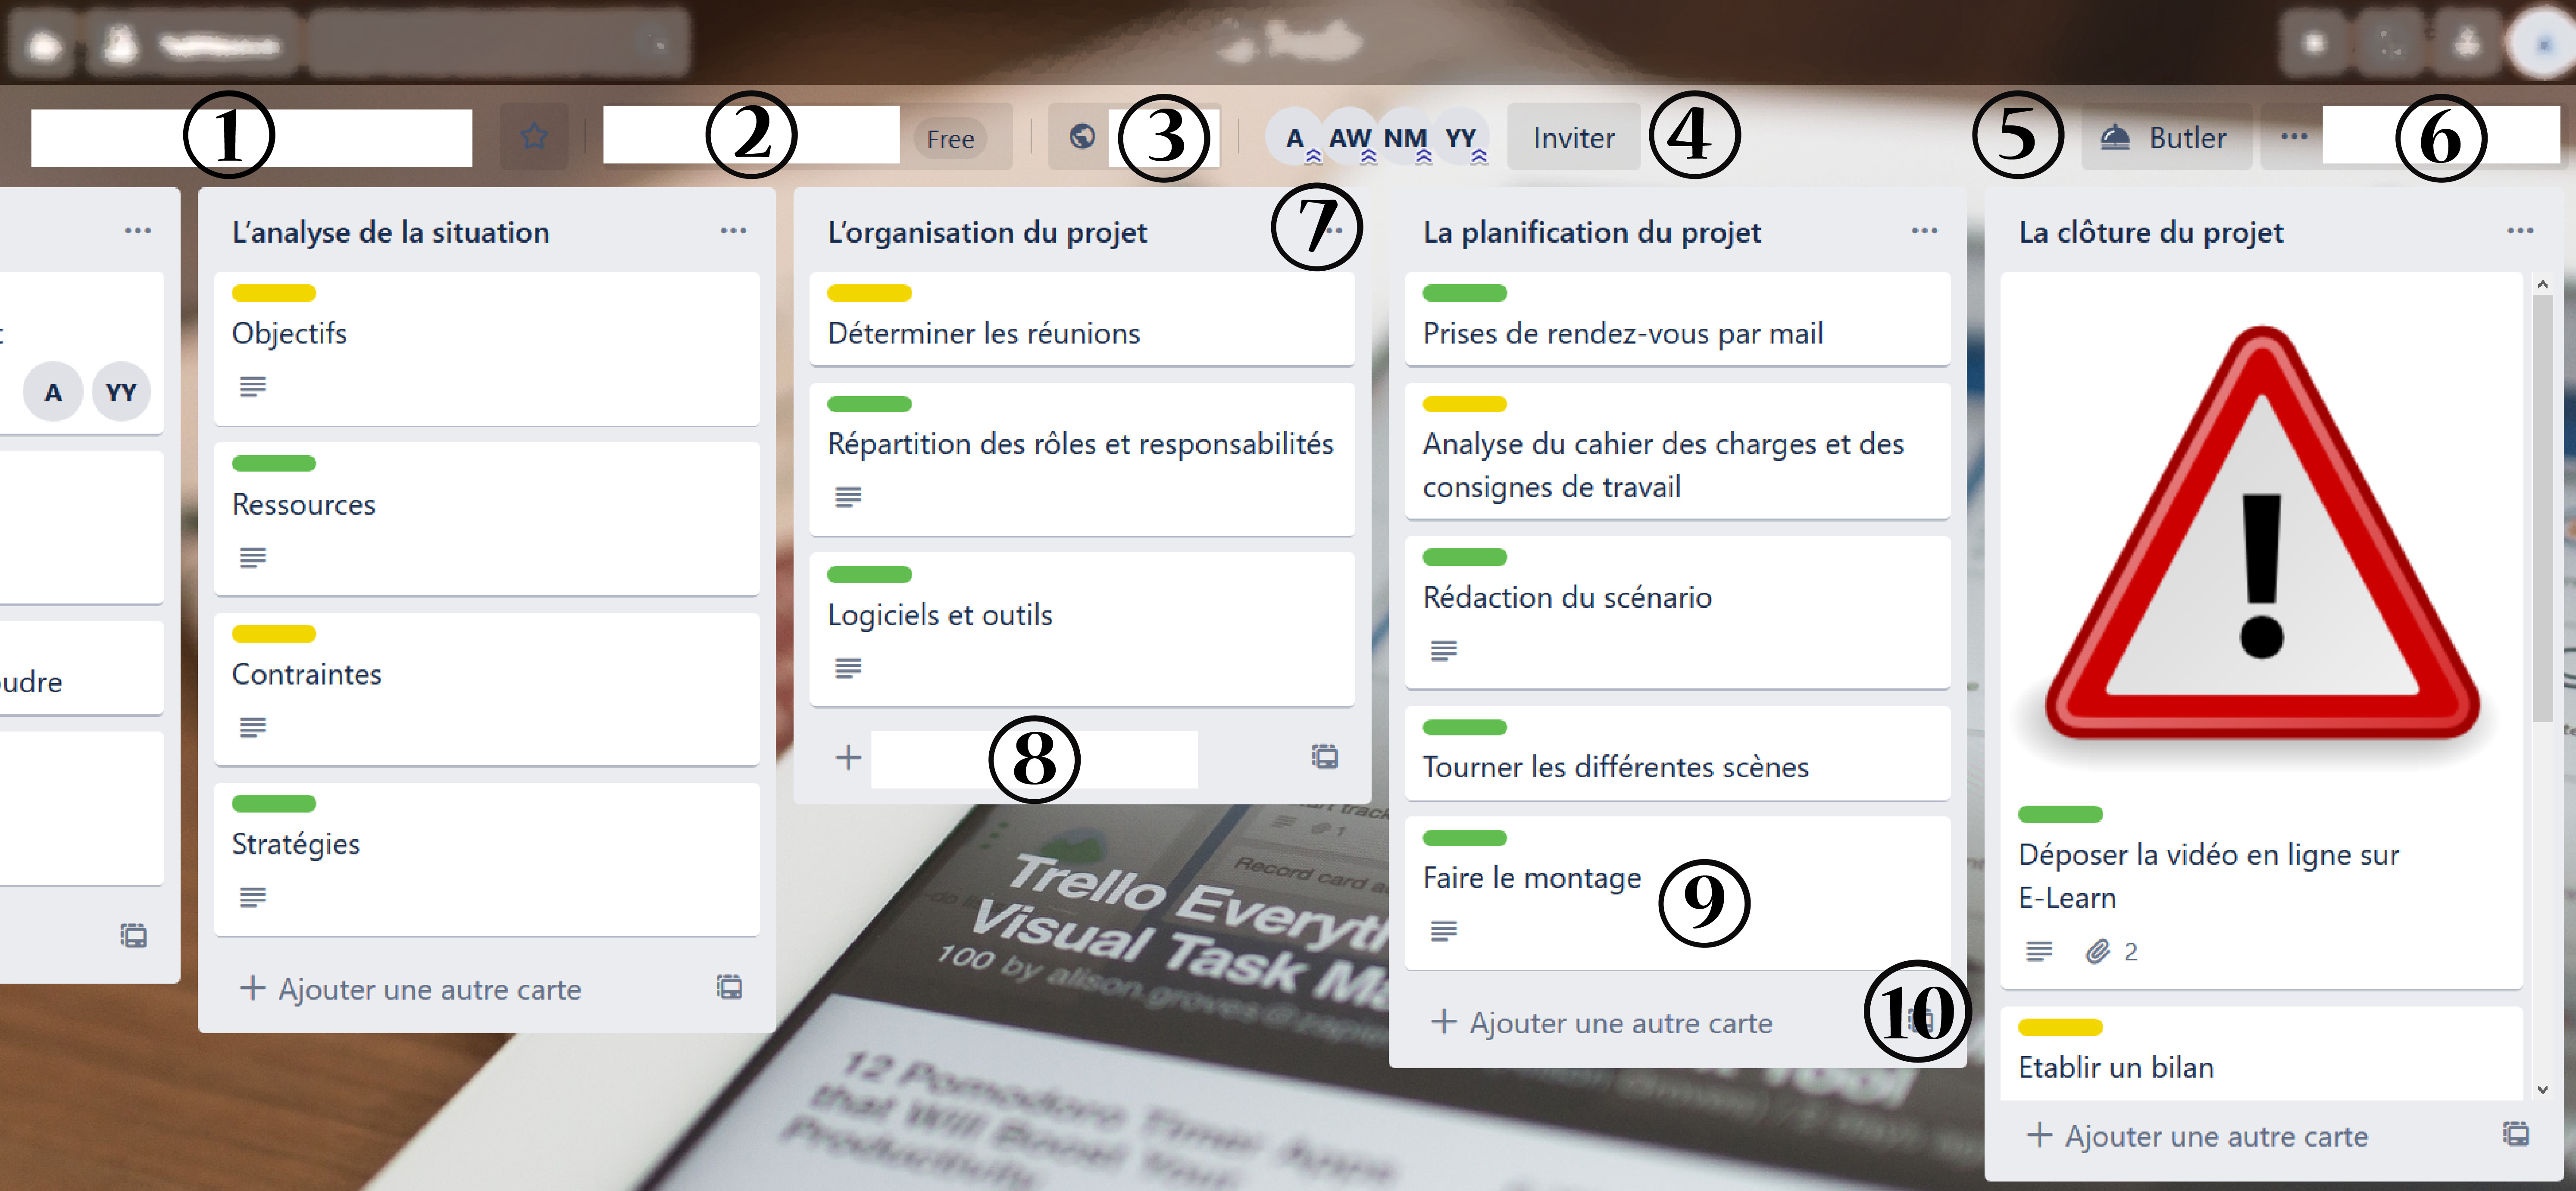 1
2
Free
3
A AW NM YY
Inviter
4
5
Butler
6
L'analyse de la situation
Objectifs
Ressources
Contraintes
Stratégies
+ Ajouter une autre carte
A YY
udre
L'organisation du projet
7
Déterminer les réunions
Répartition des rôles et responsabilités
Logiciels et outils
+
8
La planification du projet
Prises de rendez-vous par mail
Analyse du cahier des charges et des
consignes de travail
Rédaction du scénario
Tourner les différentes scènes
Faire le montage
9
+ Ajouter une autre carte
10
La clôture du projet
!
Déposer la vidéo en ligne sur
E-Learn
2
Etablir un bilan
+ Ajouter une autre carte
Record card a
Trello Everyth
Visual Task Ma
100 by alison.groves@zapie
12 Pomodoro Timer Apps
that Will Boost Your
Productivity